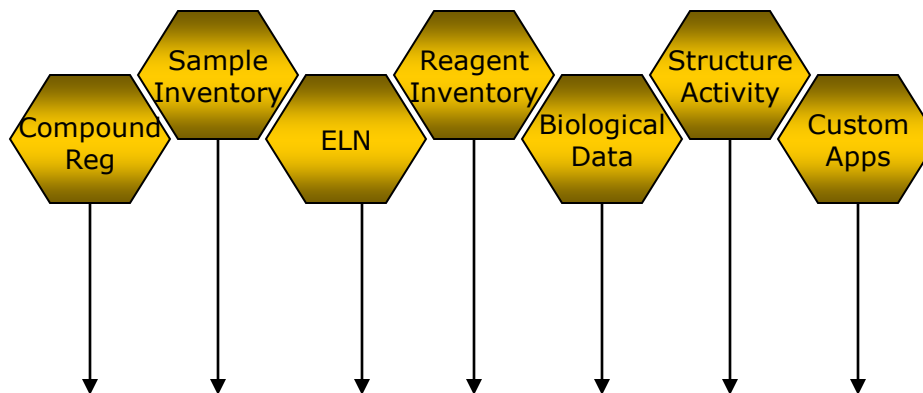 Compound
Reg
Sample
Inventory
ELN
Reagent
Inventory
Biological
Data
Structure
Activity
Custom
Apps